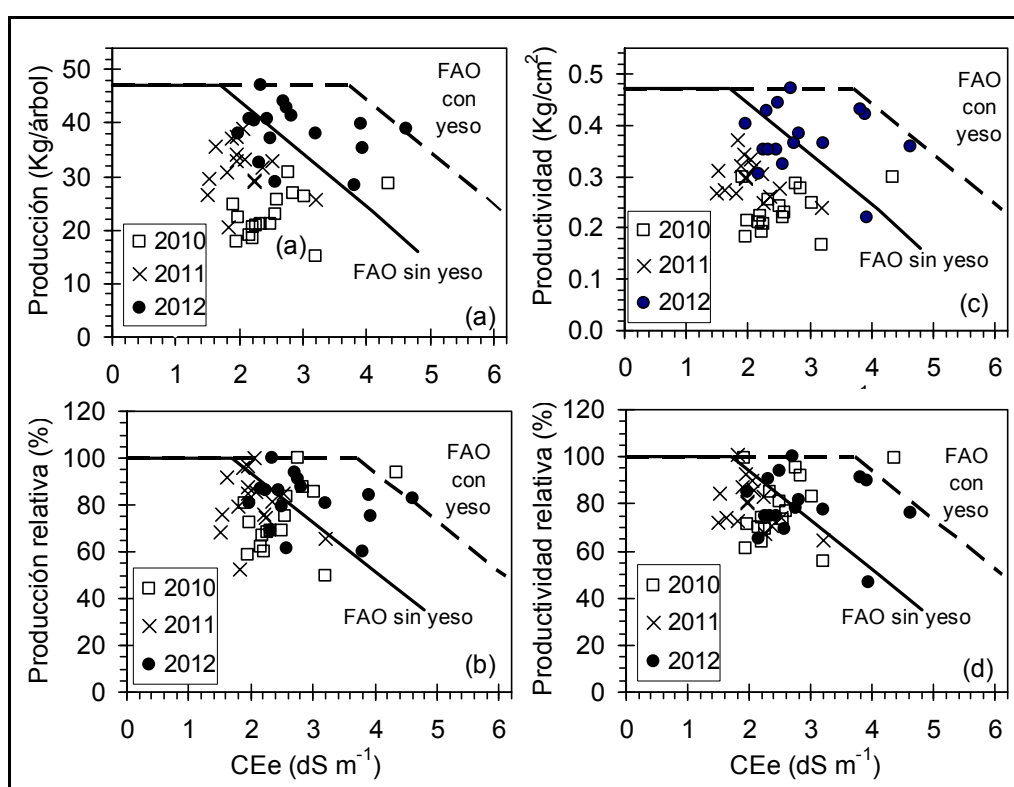 Producción (Kg/árbol)
50
40
30
20
10
0
FAO
con
yeso
2010
2011
2012
(a)
FAO sin yeso
(a)
0 1 2 3 4 5 6
Productividad (Kg/cm²)
0.5
0.4
0.3
0.2
0.1
0.0
FAO
con
yeso
2010
2011
2012
FAO sin yeso
(c)
0 1 2 3 4 5 6
Producción relativa (%)
120
100
80
60
40
20
0
FAO
con
yeso
2010
2011
2012
FAO sin yeso
(b)
0 1 2 3 4 5 6
CEe (dS m⁻¹)
Productividad relativa (%)
120
100
80
60
40
20
0
FAO
con
yeso
2010
2011
2012
FAO sin yeso
(d)
0 1 2 3 4 5 6
CEe (dS m⁻¹)